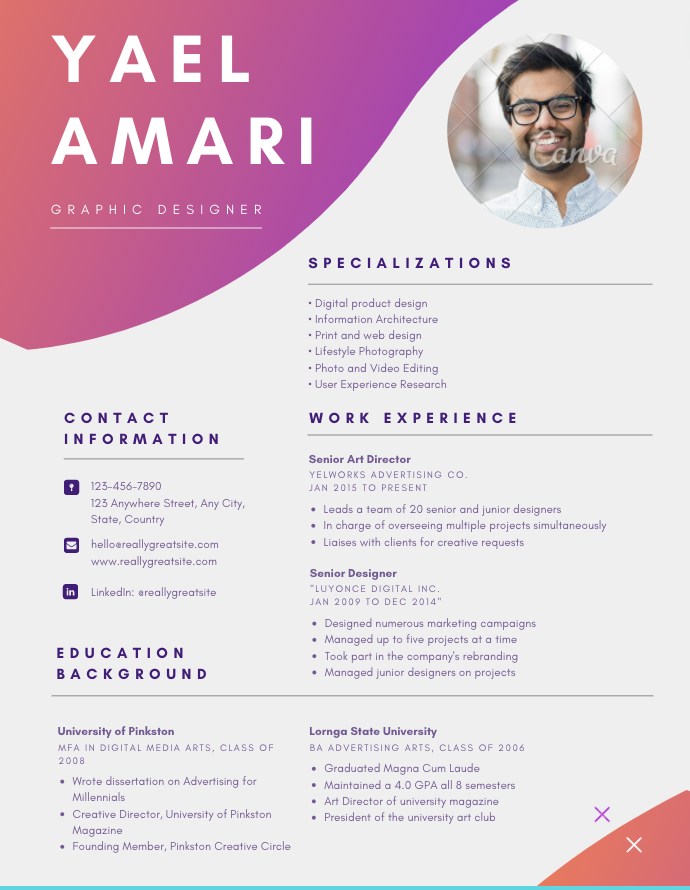 YAEL
AMARI
GRAPHIC DESIGNER
Canva
SPECIALIZATIONS
• Digital product design
• Information Architecture
• Print and web design
• Lifestyle Photography
• Photo and Video Editing
• User Experience Research
CONTACT
INFORMATION
123-456-7890
123 Anywhere Street, Any City,
State, Country
hello@reallygreatsite.com
www.reallygreatsite.com
in
LinkedIn: @reallygreatsite
WORK EXPERIENCE
Senior Art Director
YELWORKS ADVERTISING CO.
JAN 2015 TO PRESENT
• Leads a team of 20 senior and junior designers
• In charge of overseeing multiple projects simultaneously
• Liaises with clients for creative requests
Senior Designer
"LUYONCE DIGITAL INC.
JAN 2009 TO DEC 2014"
• Designed numerous marketing campaigns
• Managed up to five projects at a time
• Took part in the company's rebranding
• Managed junior designers on projects
EDUCATION
BACKGROUND
University of Pinkston
MFA IN DIGITAL MEDIA ARTS, CLASS OF
2008
• Wrote dissertation on Advertising for
Millennials
• Creative Director, University of Pinkston
Magazine
• Founding Member, Pinkston Creative Circle
Lornga State University
BA ADVERTISING ARTS, CLASS OF 2006
• Graduated Magna Cum Laude
• Maintained a 4.0 GPA all 8 semesters
• Art Director of university magazine
• President of the university art club